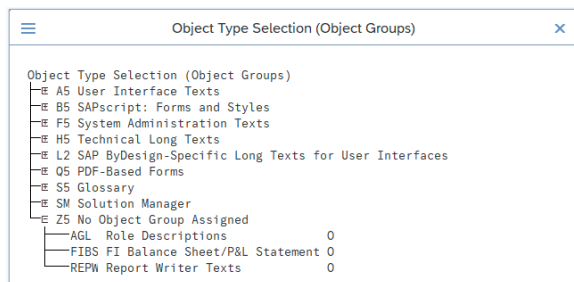 Object Type Selection (Object Groups)
Object Type Selection (Object Groups)
A5 User Interface Texts
B5 SAPscript: Forms and Styles
F5 System Administration Texts
H5 Technical Long Texts
L2 SAP ByDesign-Specific Long Texts for User Interfaces
Q5 PDF-Based Forms
S5 Glossary
SM Solution Manager
Z5 No Object Group Assigned
AGL Role Descriptions 0
FIBS FI Balance Sheet/P&L Statement 0
REPW Report Writer Texts 0